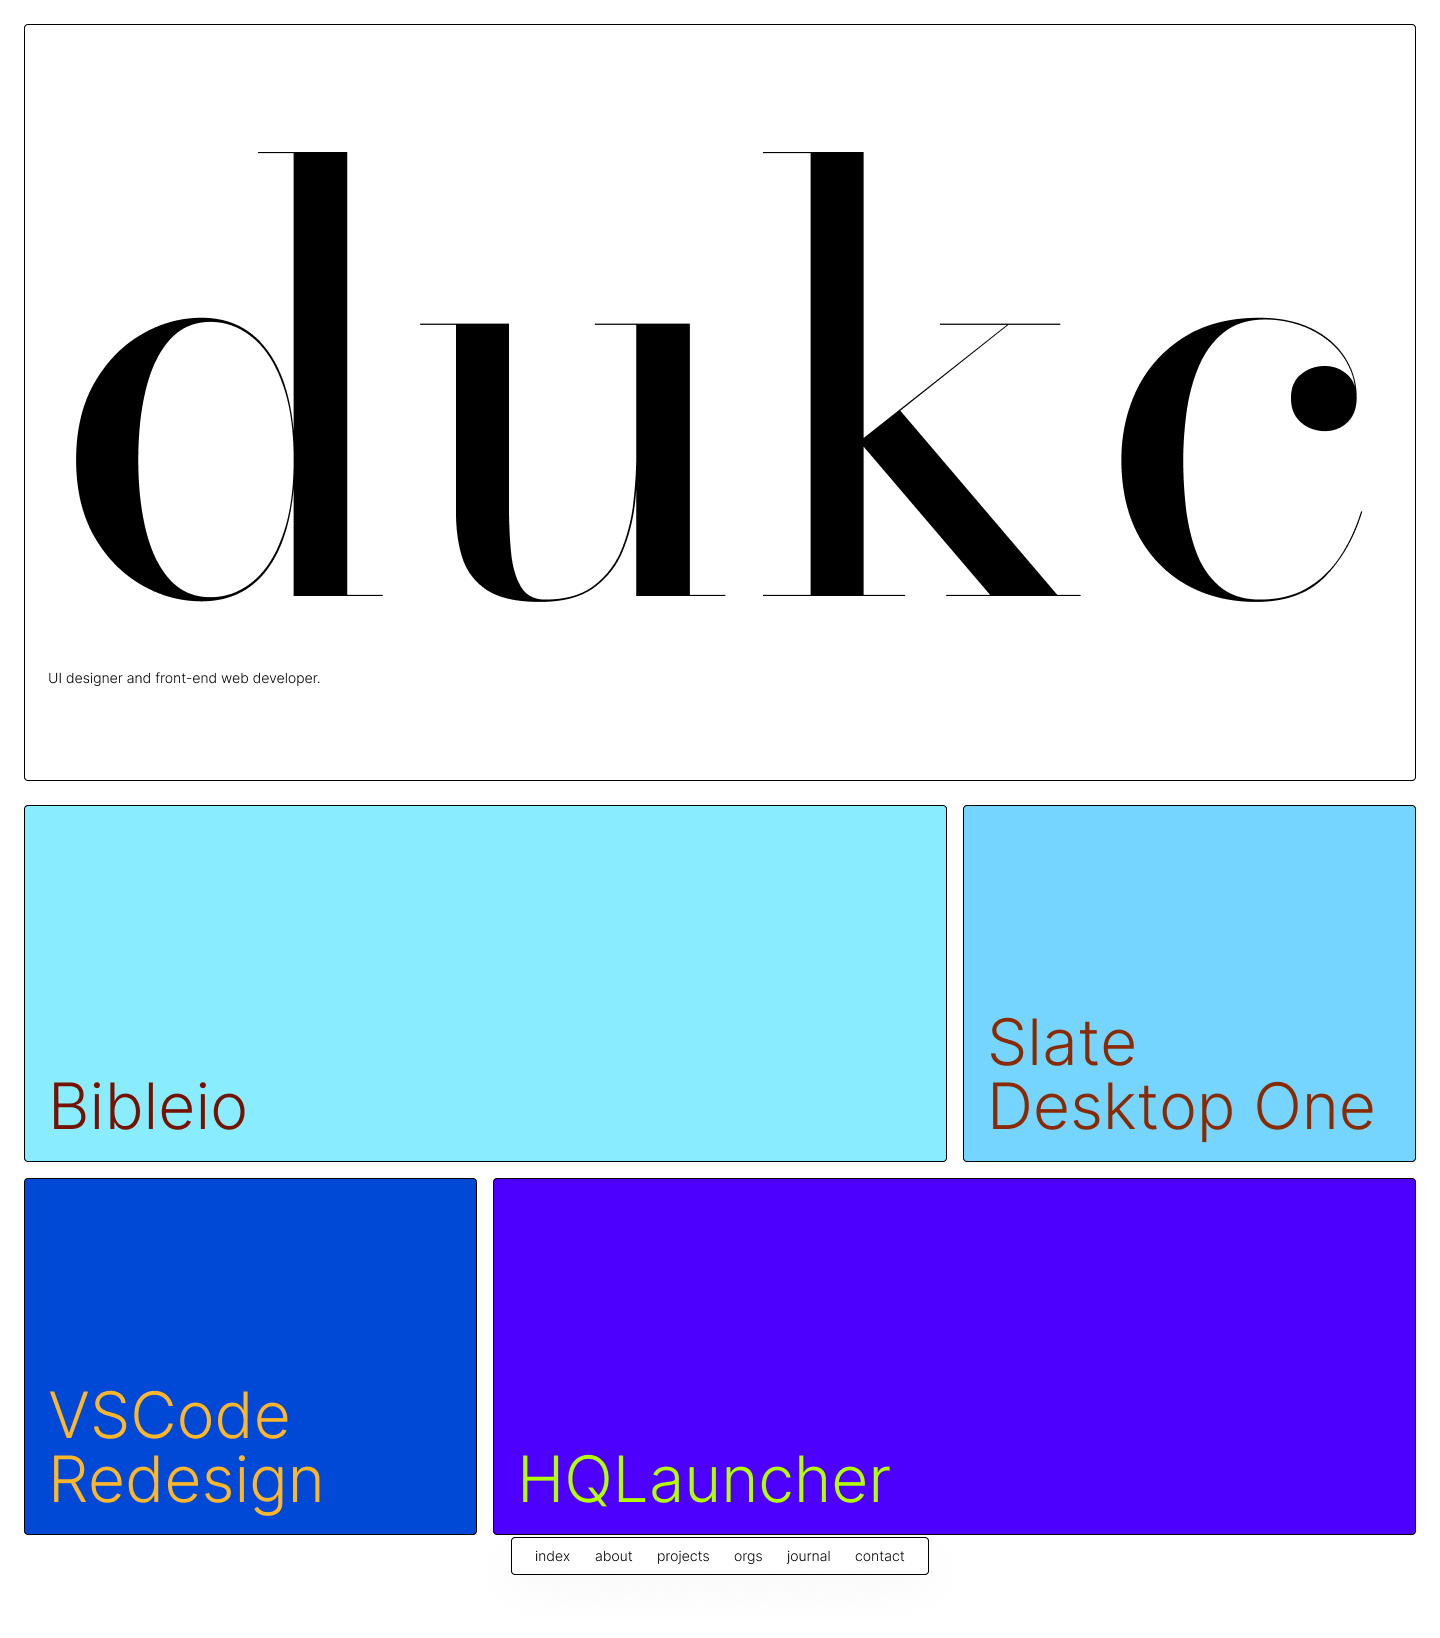 dukc
UI designer and front-end web developer.
Bibleio
Slate
Desktop One
VSCode
Redesign
HQLauncher
index about projects orgs journal contact